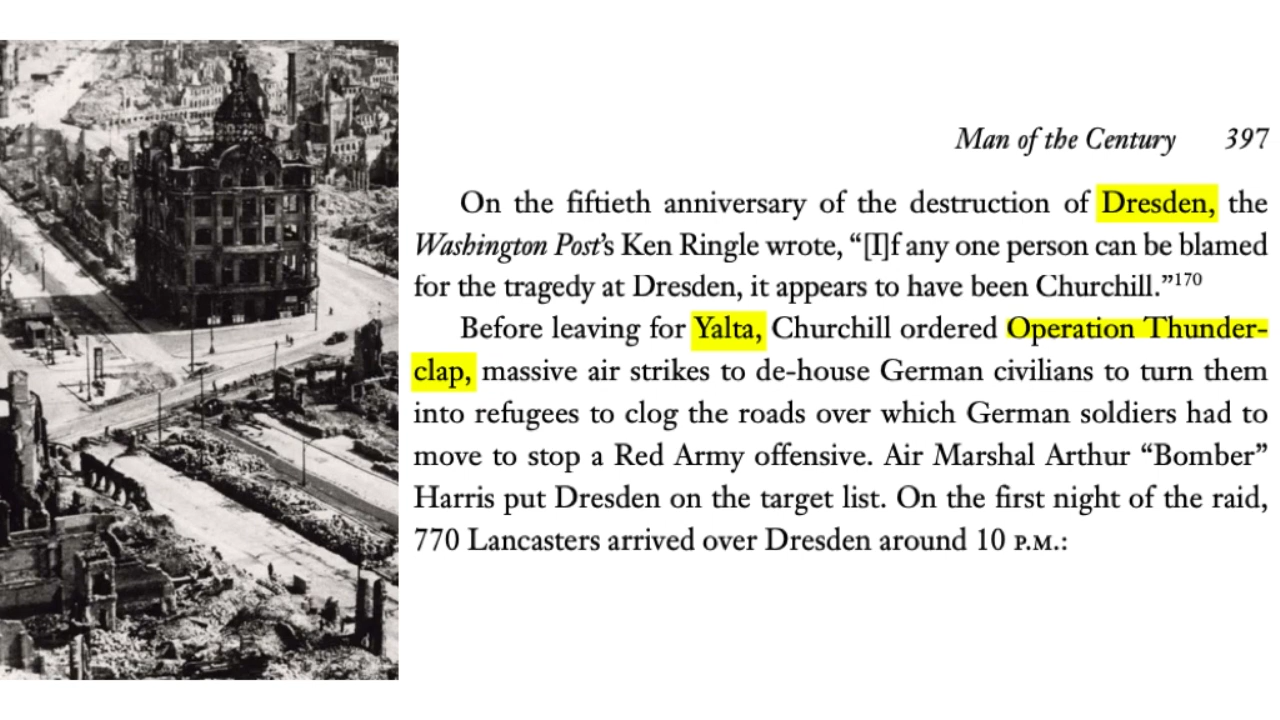 Man of the Century 397
On the fiftieth anniversary of the destruction of Dresden, the
Washington Post's Ken Ringle wrote, “[I]f any one person can be blamed
for the tragedy at Dresden, it appears to have been Churchill.”170
Before leaving for Yalta, Churchill ordered Operation Thunder-
clap, massive air strikes to de-house German civilians to turn them
into refugees to clog the roads over which German soldiers had to
move to stop a Red Army offensive. Air Marshal Arthur “Bomber”
Harris put Dresden on the target list. On the first night of the raid,
770 Lancasters arrived over Dresden around 10 P.M.: